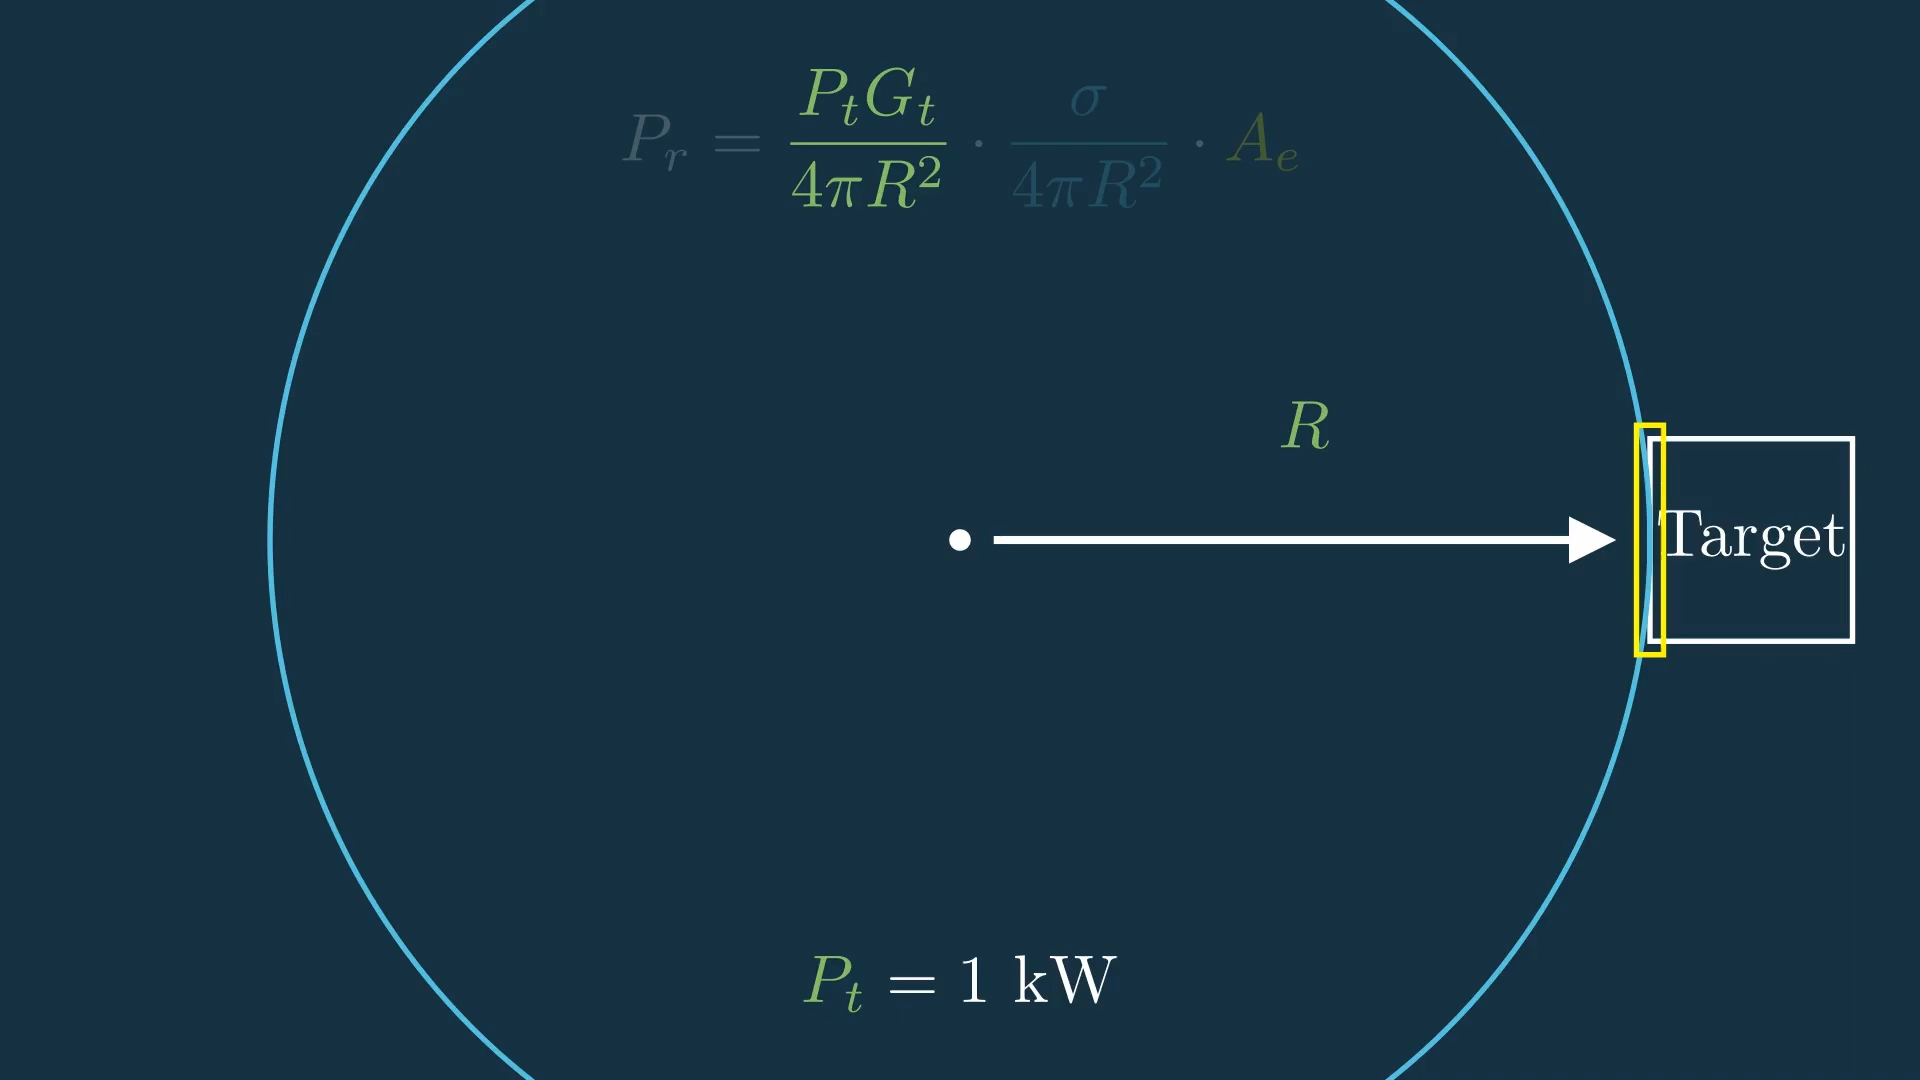 P_r = \frac{P_t G_t}{4\pi R^2} \cdot \frac{\sigma}{4\pi R^2} \cdot A_e
R
Target
P_t = 1 kW